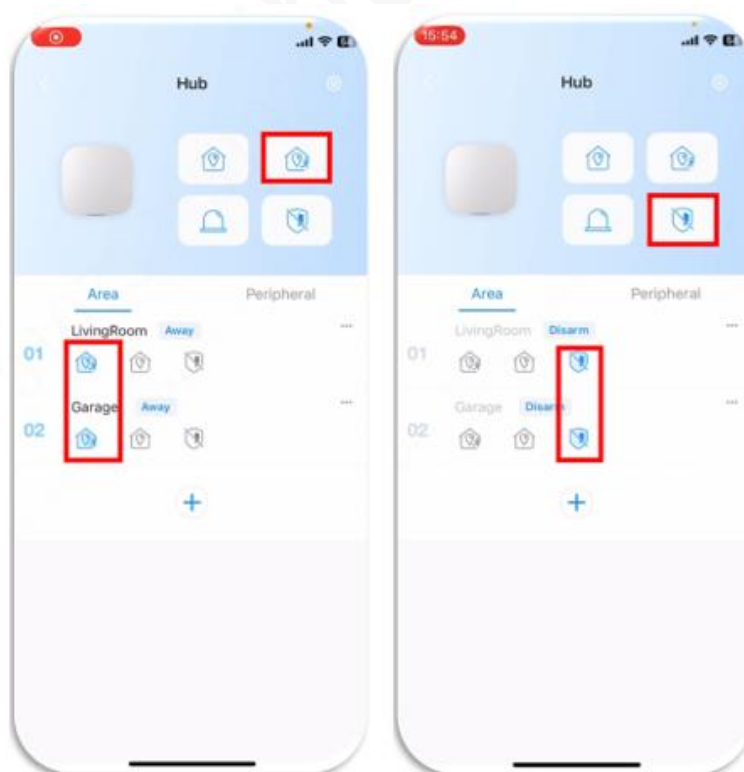 Hub
Area Peripheral
LivingRoom Away
01
Garage Away
02
15:54
Hub
Area Peripheral
LivingRoom Disarm
01
Garage Disarm
02